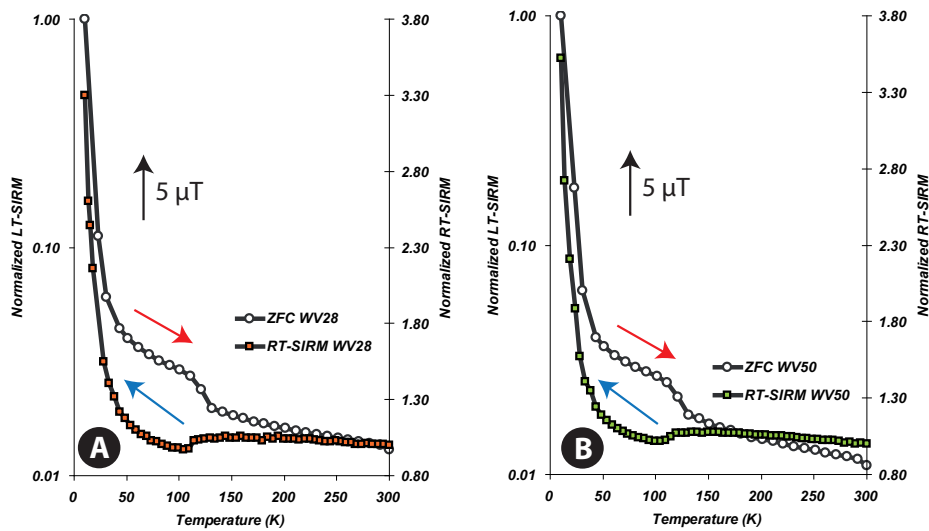 1.00
0.10
0.01
Normalized LT-SIRM
3.80
3.30
2.80
2.30
1.80
1.30
0.80
Normalized RT-SIRM
5 µT
ZFC WV28
RT-SIRM WV28
A
0 50 100 150 200 250 300
Temperature (K)
1.00
0.10
0.01
Normalized LT-SIRM
3.80
3.30
2.80
2.30
1.80
1.30
0.80
Normalized RT-SIRM
5 µT
ZFC WV50
RT-SIRM WV50
B
0 50 100 150 200 250 300
Temperature (K)